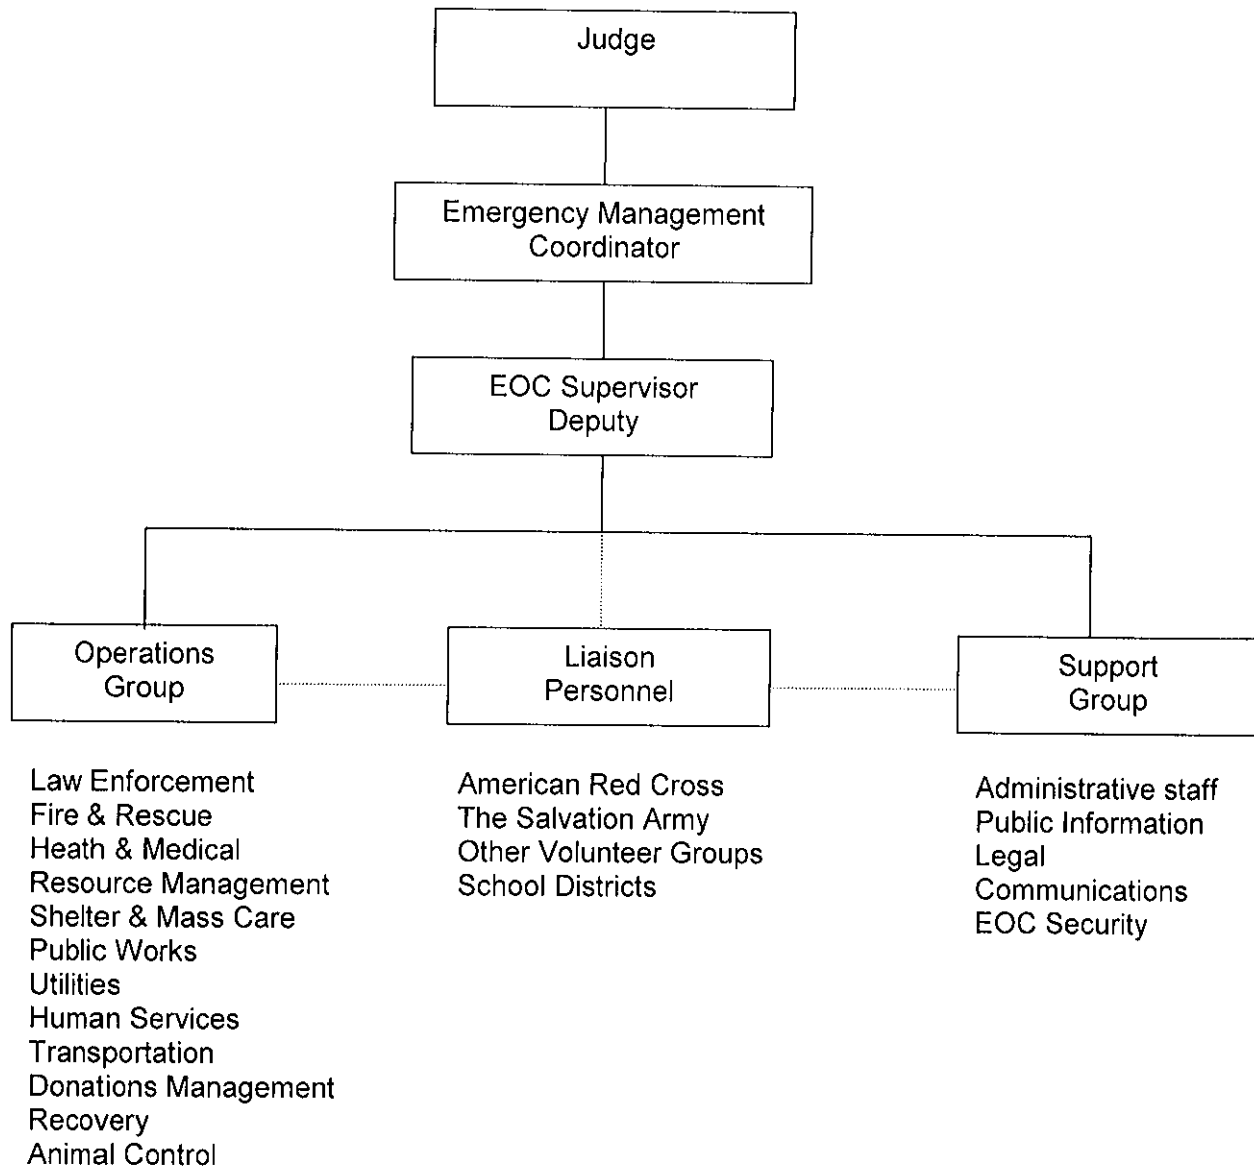 Judge
Emergency Management
Coordinator
EOC Supervisor
Deputy
Operations
Group
Liaison
Personnel
Support
Group
Law Enforcement
Fire & Rescue
Heath & Medical
Resource Management
Shelter & Mass Care
Public Works
Utilities
Human Services
Transportation
Donations Management
Recovery
Animal Control
American Red Cross
The Salvation Army
Other Volunteer Groups
School Districts
Administrative staff
Public Information
Legal
Communications
EOC Security